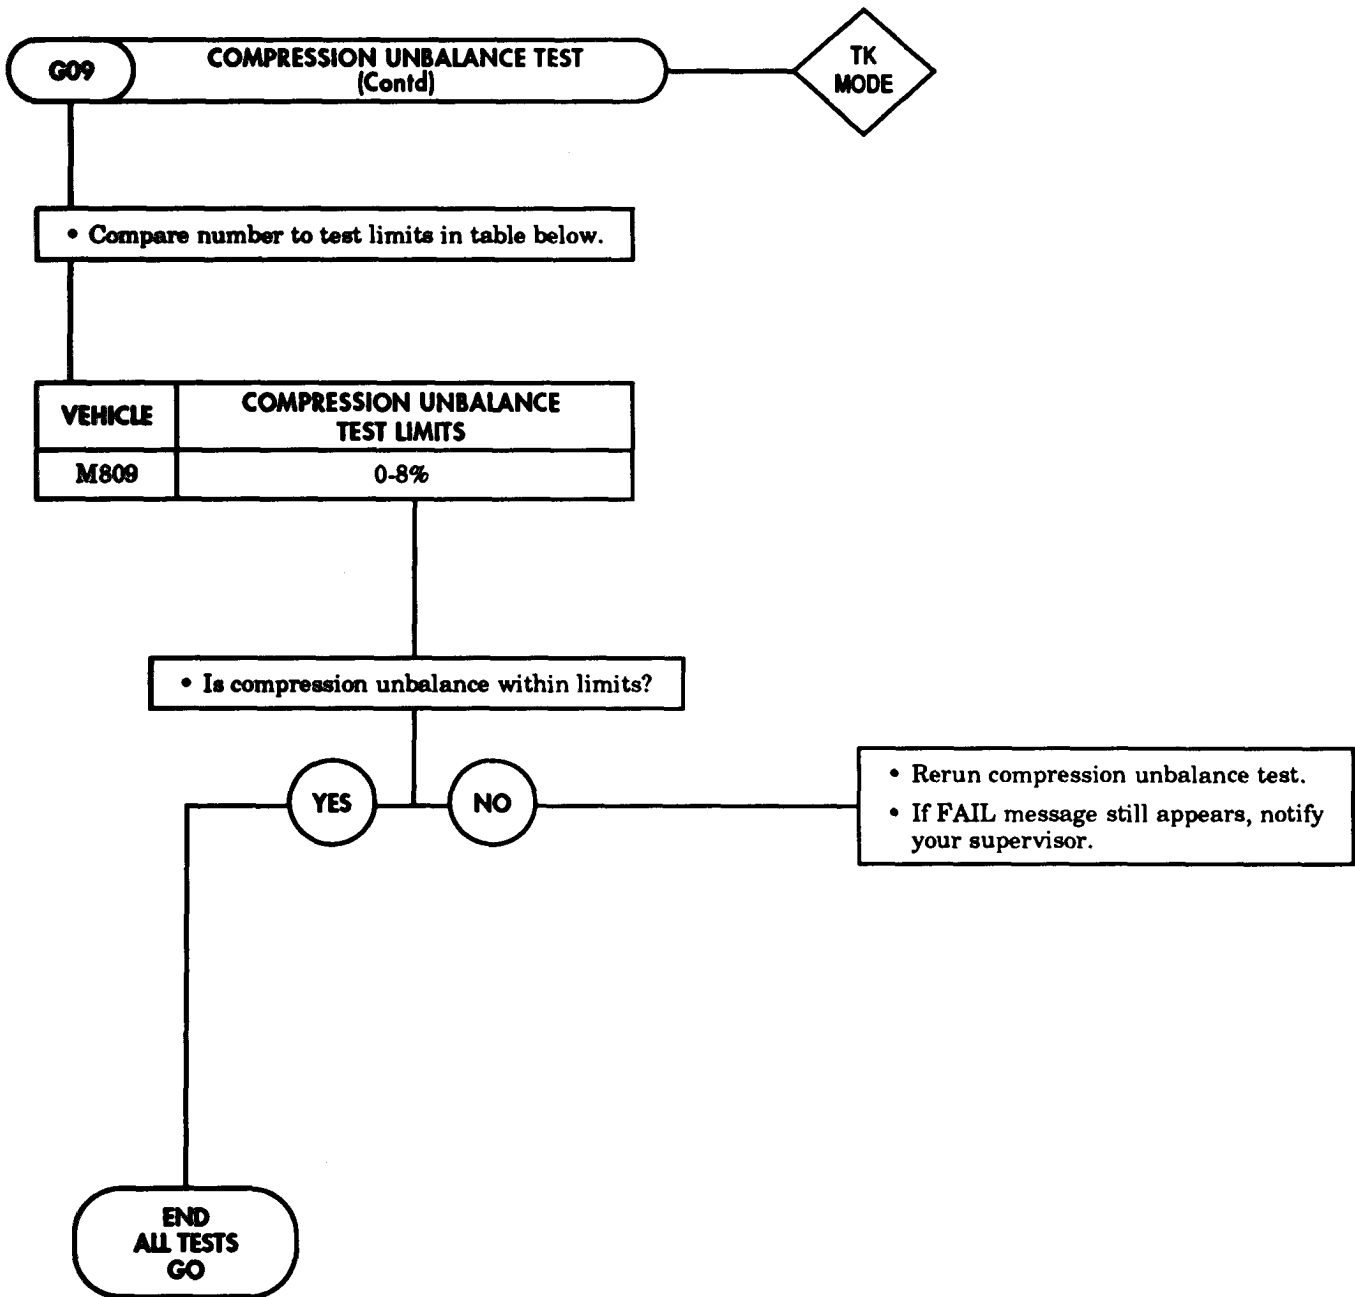 G09
COMPRESSION UNBALANCE TEST
(Contd)
TK
MODE
• Compare number to test limits in table below.
VEHICLE
COMPRESSION UNBALANCE
TEST LIMITS
M809
0-8%
• Is compression unbalance within limits?
YES
NO
• Rerun compression unbalance test.
• If FAIL message still appears, notify
your supervisor.
END
ALL TESTS
GO